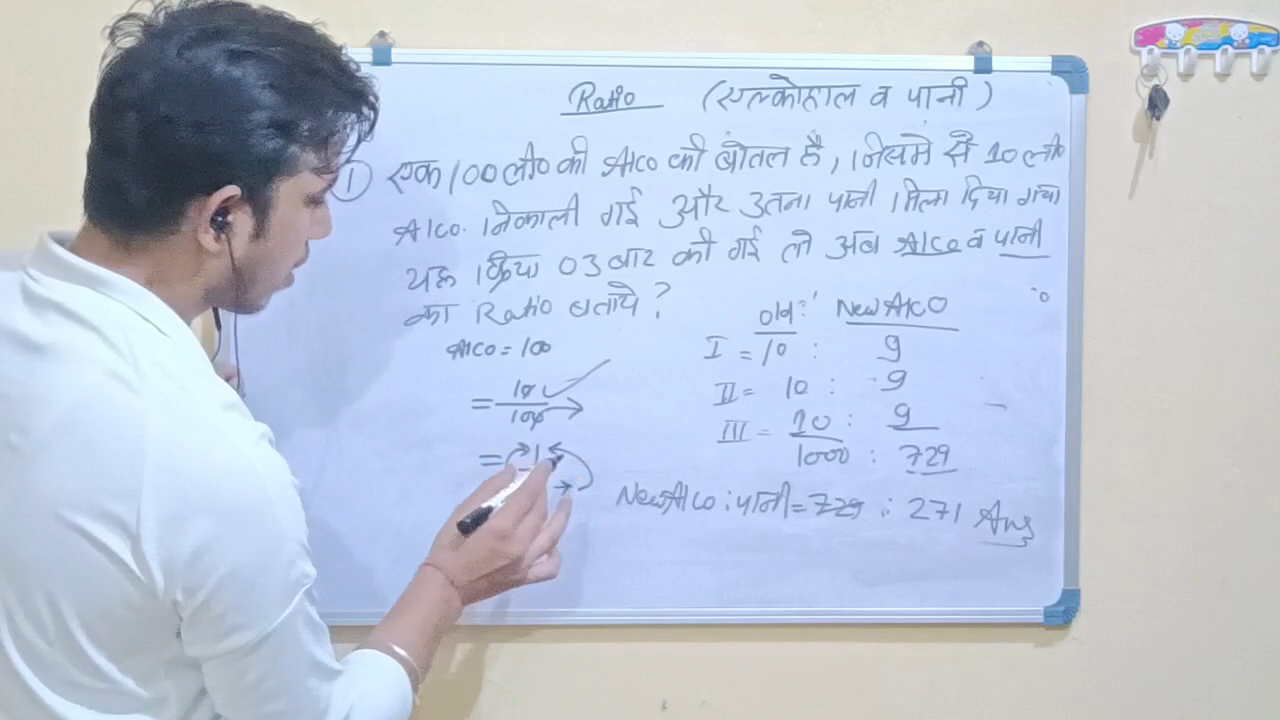 Ratio (एल्कोहाल व पानी)
① एक 100 ली० की Alco की बोतल है, जिसमे से 10 ली०
Alco. निकाली गई और उतना पानी मिला दिया गया
यह क्रिया 03 बार की गई तो अब Alco व पानी
का Ratio बताये ?
Alco = 100
= 10/100
= 1
old : New Alco
I = 10 : 9
II = 10 : 9
III = 10 : 9
1000 : 729
New Alco : पानी = 729 : 271 Ans